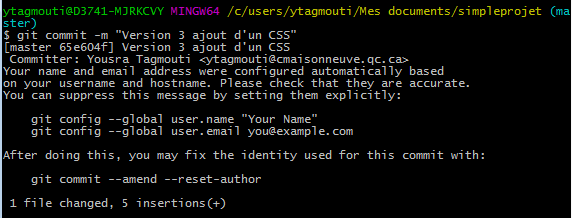 ytagmouti@D3741-MJRKCVY MINGW64 /c/users/ytagmouti/Mes documents/simpleprojet (ma
ster)
$ git commit -m "Version 3 ajout d'un CSS"
[master 65e604f] Version 3 ajout d'un CSS
 Committer: Yousra Tagmouti <ytagmouti@cmaisonneuve.qc.ca>
Your name and email address were configured automatically based
on your username and hostname. Please check that they are accurate.
You can suppress this message by setting them explicitly:

    git config --global user.name "Your Name"
    git config --global user.email you@example.com

After doing this, you may fix the identity used for this commit with:

    git commit --amend --reset-author

 1 file changed, 5 insertions(+)